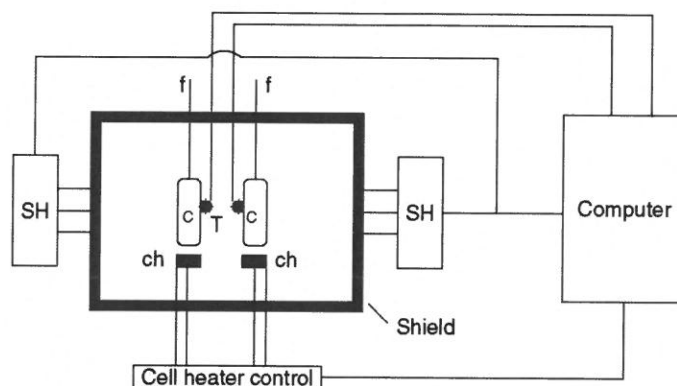 f f
SH
c T c
SH
Computer
ch ch
Shield
Cell heater control